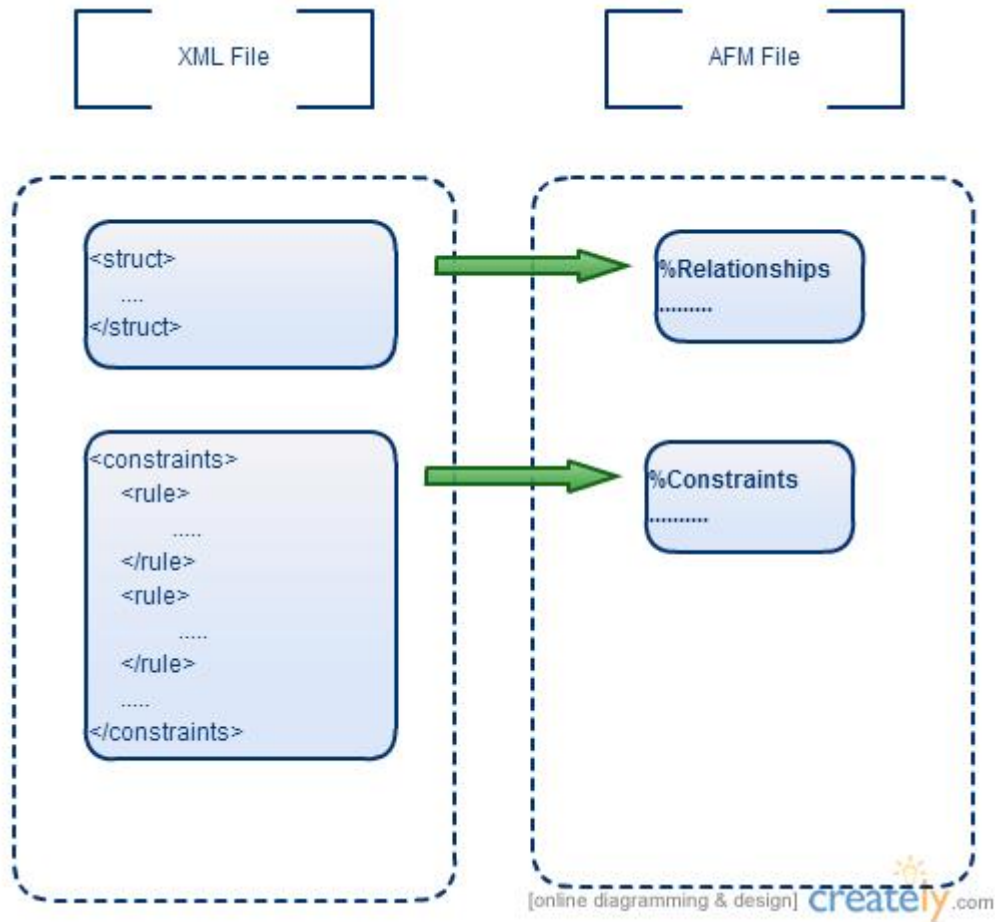 XML File
AFM File
<struct>
....
</struct>
%Relationships
.........
<constraints>
<rule>
.....
</rule>
<rule>
.....
</rule>
.....
</constraints>
%Constraints
..........
[online diagramming & design] creately.com